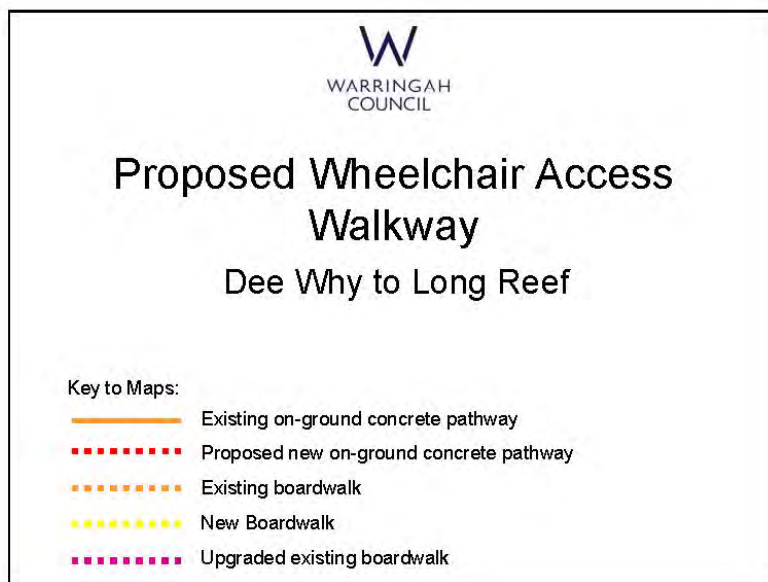 WARRINGAH
COUNCIL
Proposed Wheelchair Access
Walkway
Dee Why to Long Reef
Key to Maps:
Existing on-ground concrete pathway
Proposed new on-ground concrete pathway
Existing boardwalk
New Boardwalk
Upgraded existing boardwalk